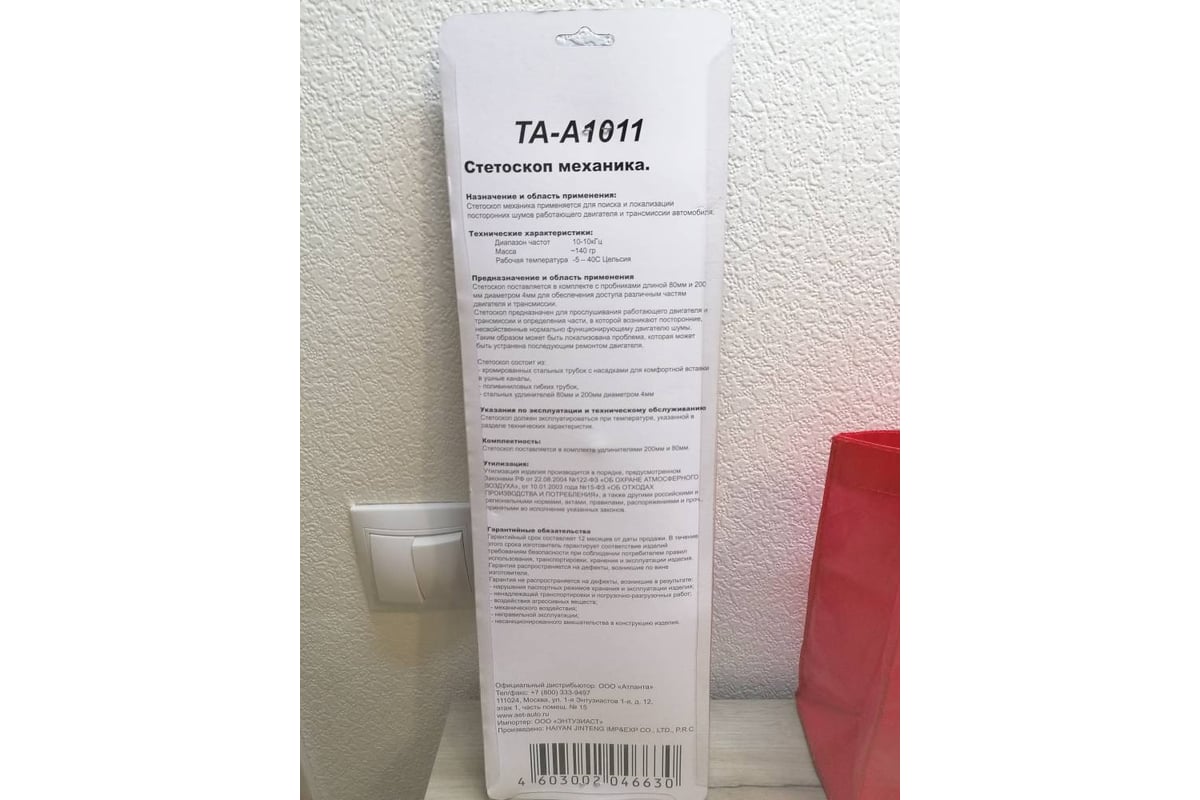 TA-A1011
Стетоскоп механика.
Назначение и область применения:
Стетоскоп механика применяется для поиска и локализации
посторонних шумов работающего двигателя и трансмиссии автомобиля.
Технические характеристики:
Диапазон частот 10-10кГц
Масса ~140 гр
Рабочая температура -5 – 40С Цельсия
Предназначение и область применения
Стетоскоп поставляется в комплекте с пробниками длиной 80мм и 200
мм диаметром 4мм для обеспечения доступа различным частям
двигателя и трансмиссии.
Стетоскоп предназначен для прослушивания работающего двигателя и
трансмиссии и определения части, в которой возникают посторонние,
несвойственные нормально функционирующему двигателю шумы.
Таким образом может быть локализована проблема, которая может
быть устранена последующим ремонтом двигателя.
Стетоскоп состоит из:
- хромированных стальных трубок с насадками для комфортной вставки
в ушные каналы,
- поливиниловых гибких трубок,
- стальных удлинителей 80мм и 200мм диаметром 4мм
Указания по эксплуатации и техническому обслуживанию
Стетоскоп должен эксплуатироваться при температуре, указанной в
разделе технических характеристик.
Комплектность:
Стетоскоп поставляется в комплекте удлинителями 200мм и 80мм.
Утилизация:
Утилизация изделия производится в порядке, предусмотренном
Законами РФ от 22.08.2004 №122-ФЗ «ОБ ОХРАНЕ АТМОСФЕРНОГО
ВОЗДУХА», от 10.01.2003 года №15-ФЗ «ОБ ОТХОДАХ
ПРОИЗВОДСТВА И ПОТРЕБЛЕНИЯ», а также другими российскими и
региональными нормами, актами, правилами, распоряжениями и проч.,
принятыми во исполнение указанных законов.
Гарантийные обязательства
Гарантийный срок составляет 12 месяцев от даты продажи. В течение
этого срока изготовитель гарантирует соответствие изделий
требованиям безопасности при соблюдении потребителем правил
использования, транспортировки, хранения и эксплуатации изделия.
Гарантия распространяется на дефекты, возникшие по вине
изготовителя.
Гарантия не распространяется на дефекты, возникшие в результате:
- нарушения паспортных режимов хранения и эксплуатации изделия;
- ненадлежащей транспортировки и погрузочно-разгрузочных работ;
- воздействия агрессивных веществ;
- механического воздействия;
- неправильной эксплуатации;
- несанкционированного вмешательства в конструкцию изделия.
Официальный дистрибьютор: ООО «Атланта»
Тел/факс: +7 (800) 333-9497
111024, Москва, ул. 1-я Энтузиастов 1-я, д. 12,
этаж 1, часть помещ. № 15
www.aet-auto.ru
Импортер: ООО «ЭНТУЗИАСТ»
Произведено: HAIYAN JINTENG IMP&EXP CO., LTD., P.R.C
4 603002 046630